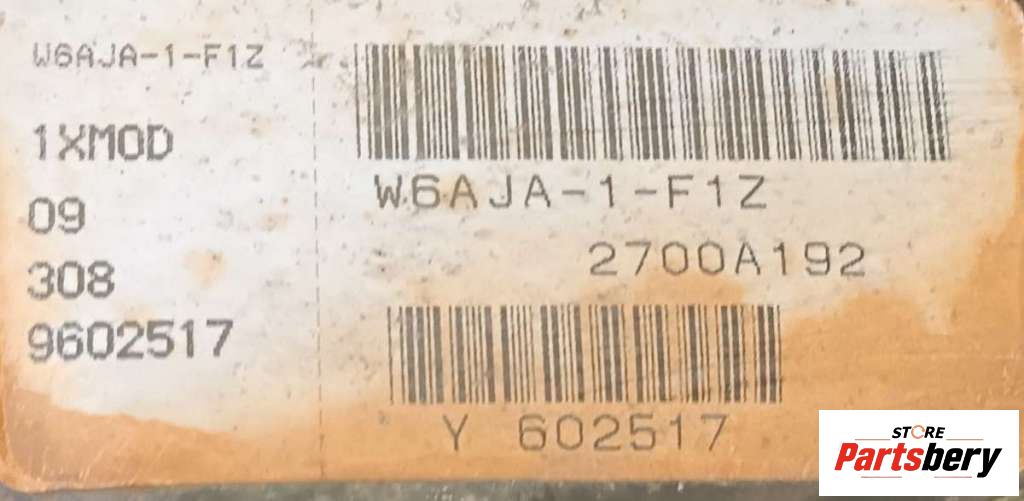 W6AJA-1-F1Z
1XMOD
09
308
9602517
W6AJA-1-F1Z
2700A192
Y 602517
STORE
Partsbery